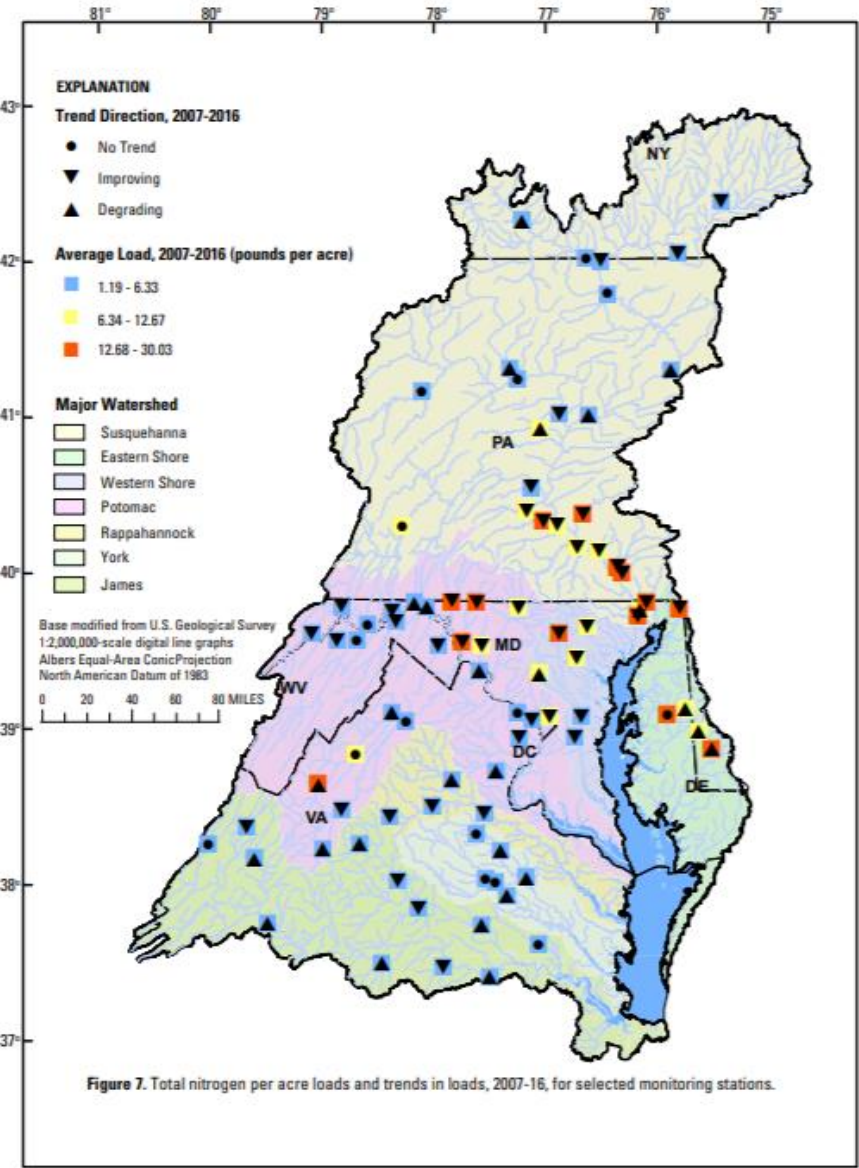 81° 80° 79° 78° 77° 76° 75°
43°
42°
41°
40°
39°
38°
37°
EXPLANATION
Trend Direction, 2007-2016
No Trend
Improving
Degrading
Average Load, 2007-2016 (pounds per acre)
1.19 - 6.33
6.34 - 12.67
12.68 - 30.03
Major Watershed
Susquehanna
Eastern Shore
Western Shore
Potomac
Rappahannock
York
James
Base modified from U.S. Geological Survey
1:2,000,000-scale digital line graphs
Albers Equal-Area ConicProjection
North American Datum of 1983
0 20 40 60 80 MILES
NY
PA
MD
WV
DC
DE
VA
Figure 7. Total nitrogen per acre loads and trends in loads, 2007-16, for selected monitoring stations.